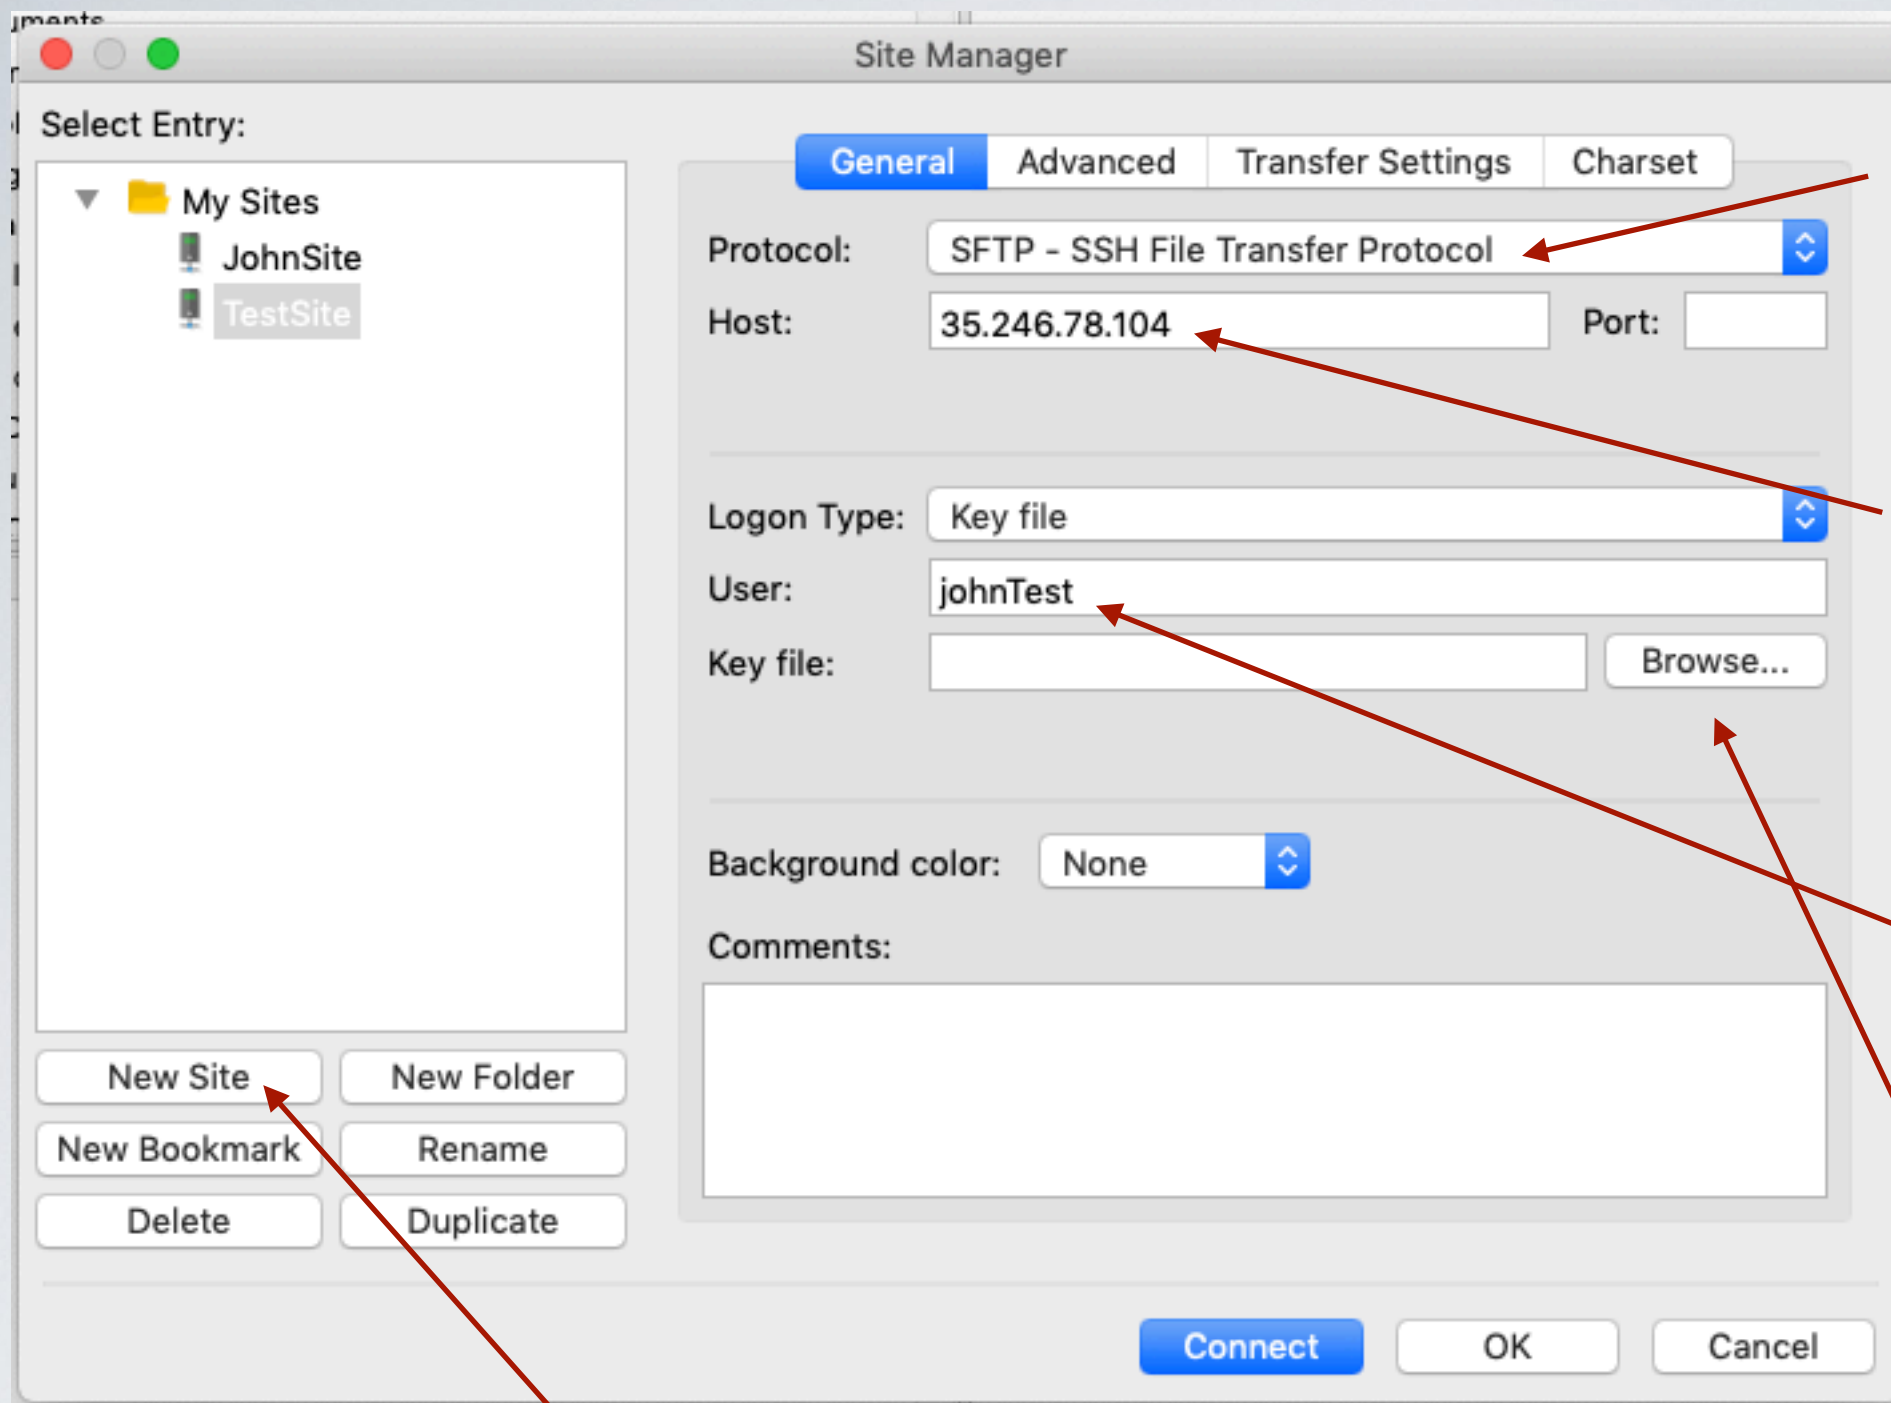 Site Manager
Select Entry:
My Sites
JohnSite
TestSite
New Site
New Folder
New Bookmark
Rename
Delete
Duplicate
General
Advanced
Transfer Settings
Charset
Protocol:
SFTP - SSH File Transfer Protocol
Host:
35.246.78.104
Port:
Logon Type:
Key file
User:
johnTest
Key file:
Browse...
Background color:
None
Comments:
Connect
OK
Cancel